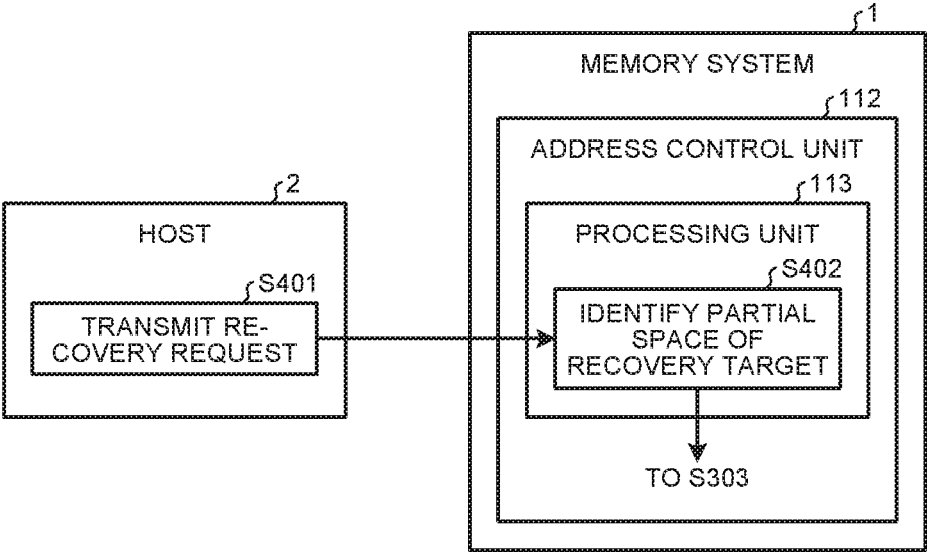 1
MEMORY SYSTEM
112
ADDRESS CONTROL UNIT
2
HOST
113
PROCESSING UNIT
S401
TRANSMIT RE-
COVERY REQUEST
S402
IDENTIFY PARTIAL
SPACE OF
RECOVERY TARGET
TO S303